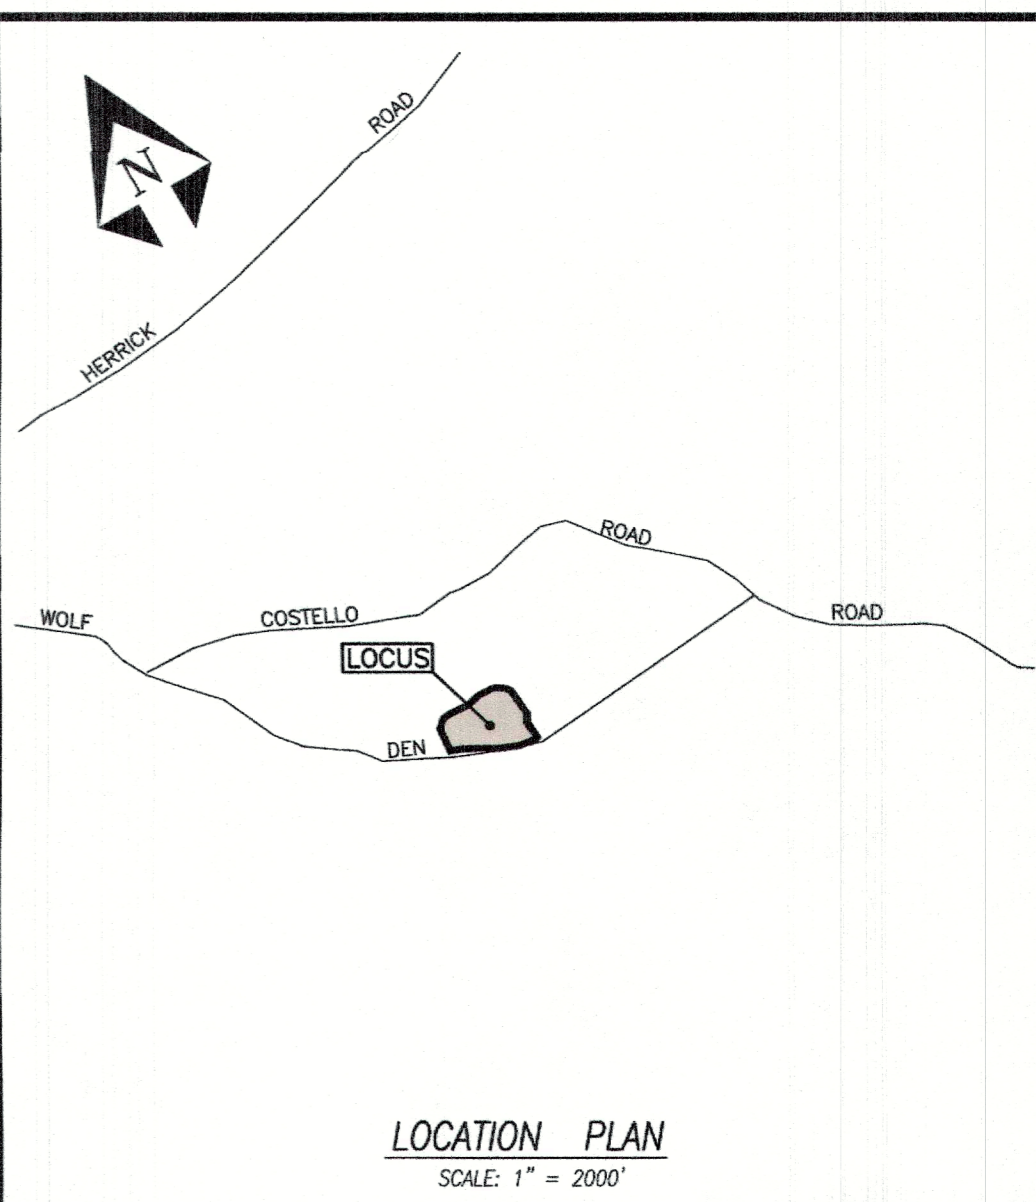 ROAD
N
HERRICK
ROAD
WOLF
COSTELLO
ROAD
LOCUS
DEN
LOCATION PLAN
SCALE: 1" = 2000'